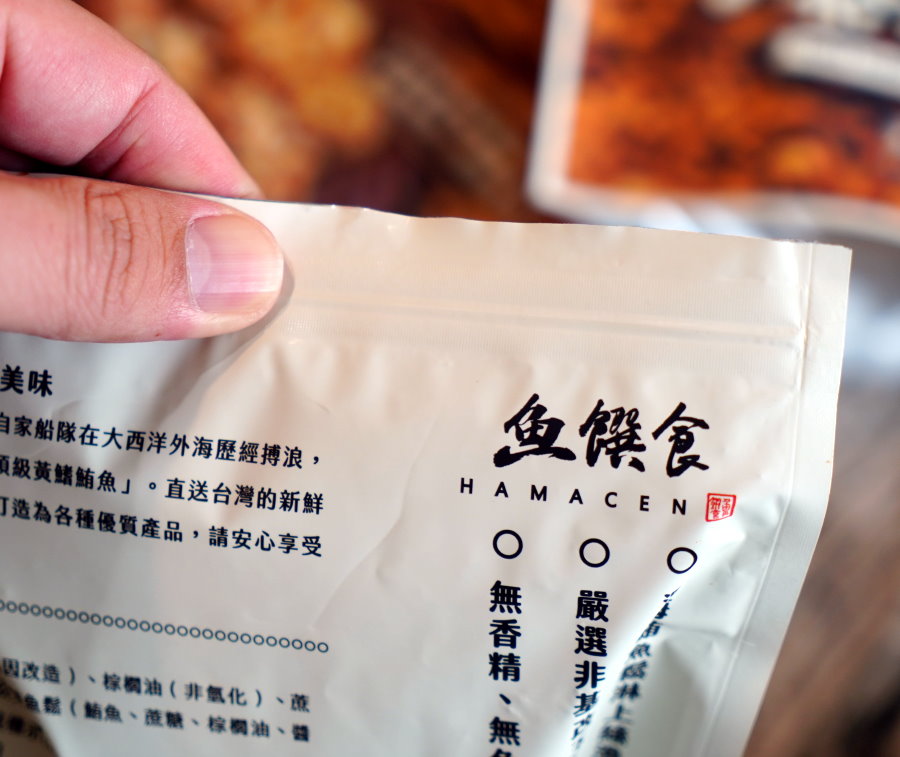 美味
自家船隊在大西洋外海歷經搏浪，
頂級黃鰭鮪魚」。直送台灣的新鮮
打造為各種優質產品，請安心享受
因改造）、棕櫚油（非氫化）、蔗
魚鬆（鮪魚、蔗糖、棕櫚油、醬
魚饌食
HAMACEN
○ 無香精、無色
○ 嚴選非基
○